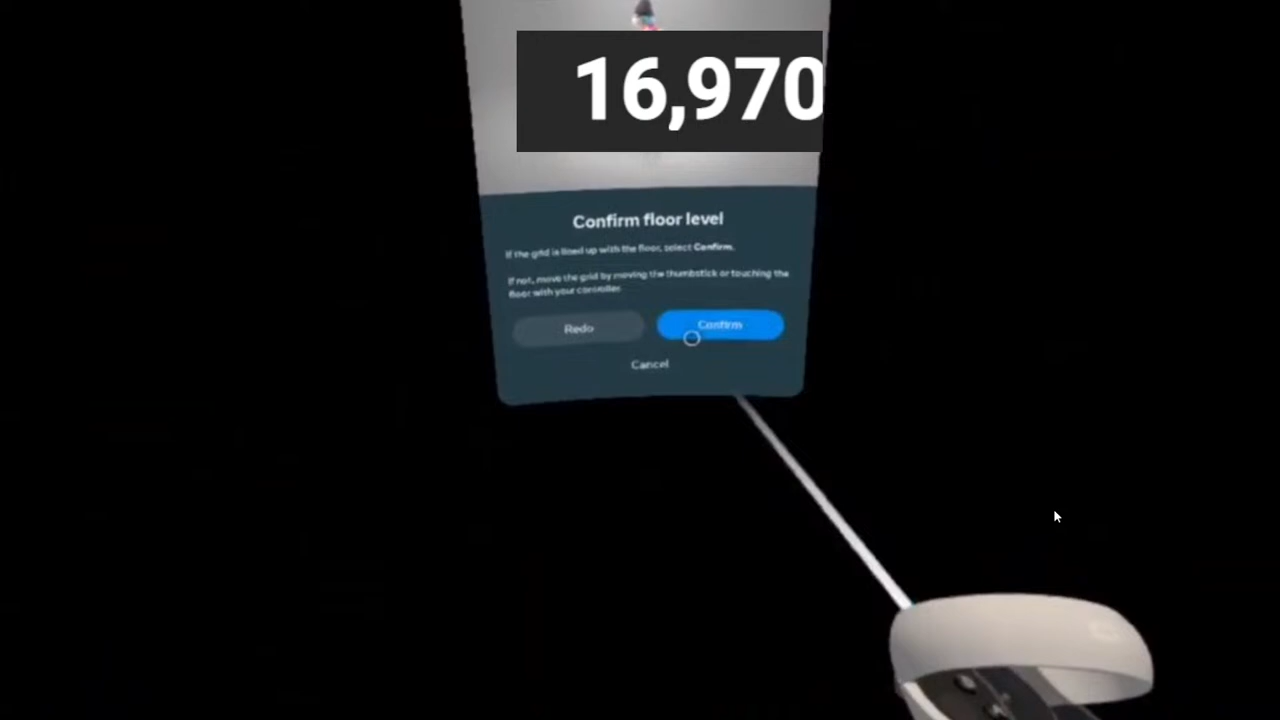 16,970
Confirm floor level
If the grid is lined up with the floor, select Confirm.
If not, move the grid by moving the thumbstick or touching the
floor with your controller.
Redo
Confirm
Cancel